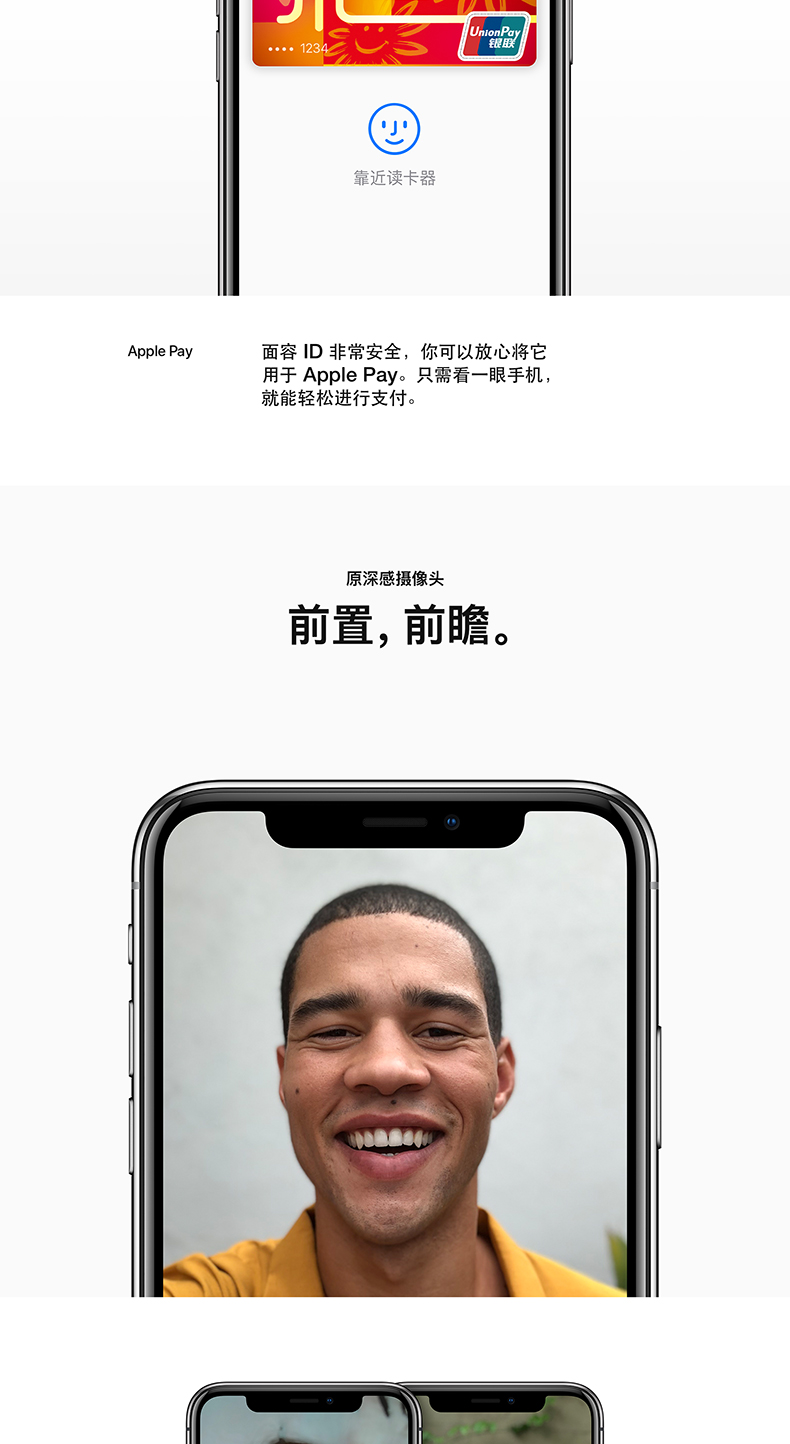 •••• 1234
UnionPay
银联
靠近读卡器
Apple Pay
面容 ID 非常安全，你可以放心将它
用于 Apple Pay。只需看一眼手机，
就能轻松进行支付。
原深感摄像头
前置，前瞻。